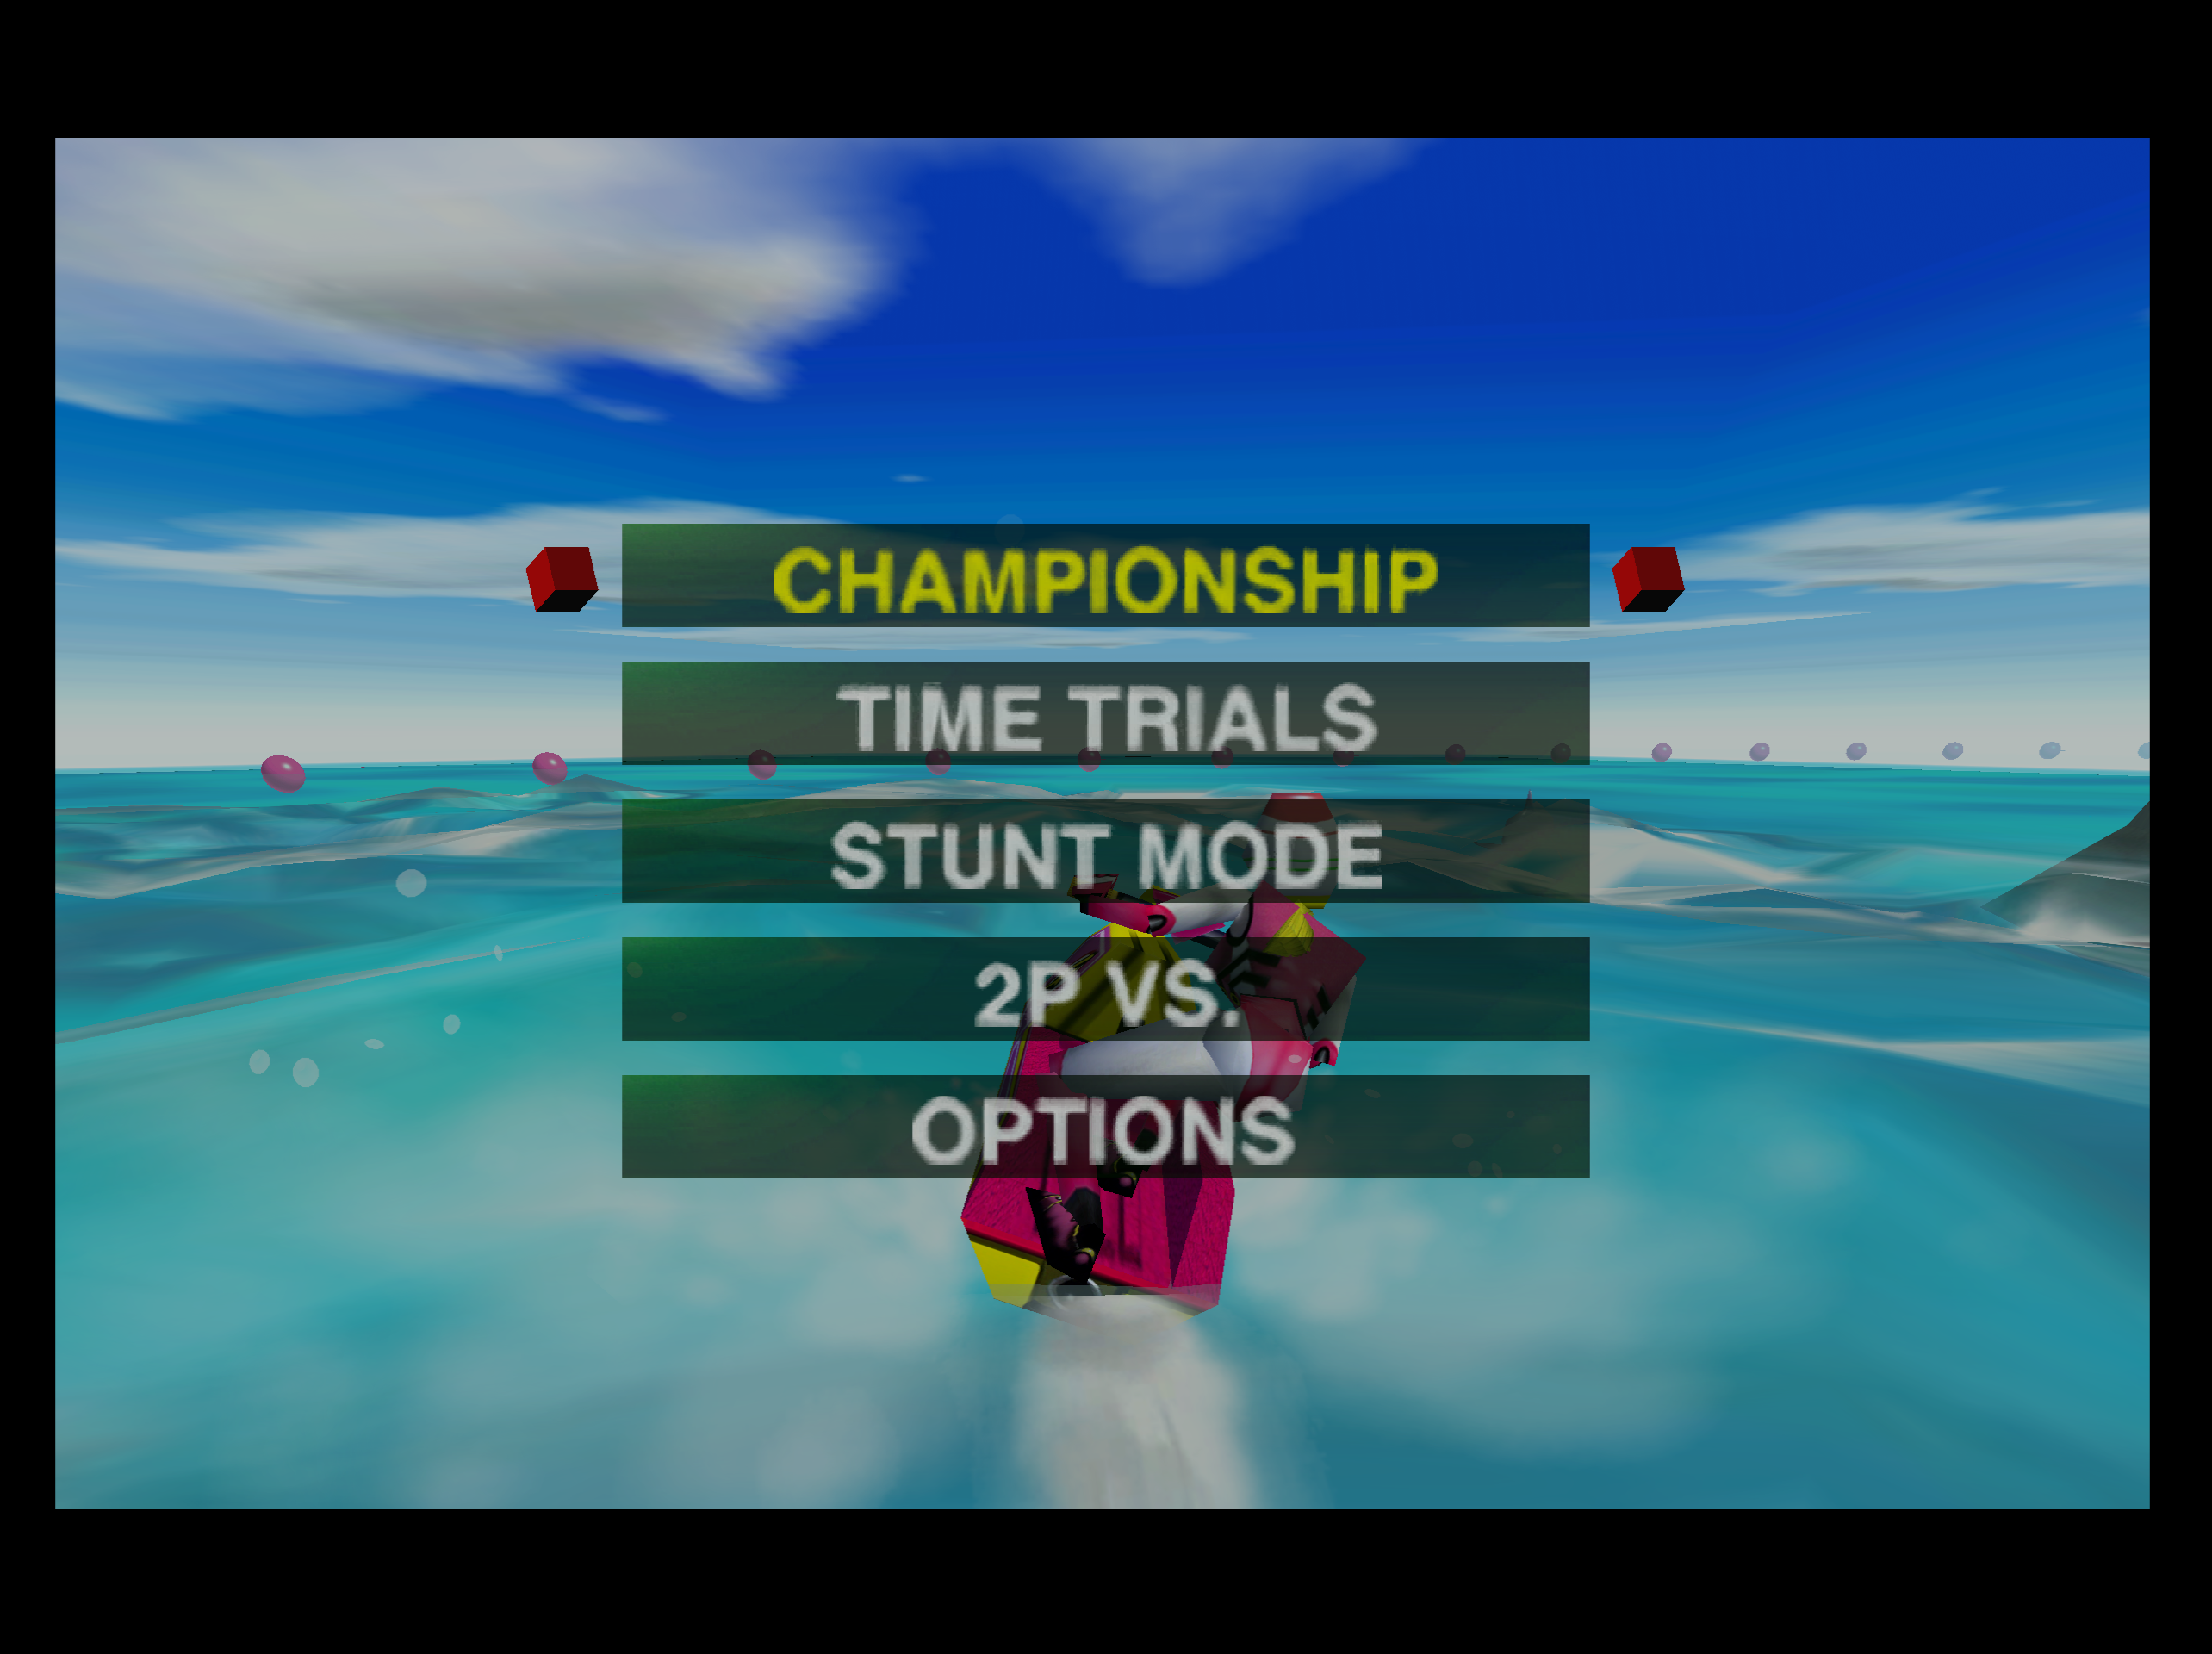 CHAMPIONSHIP
TIME TRIALS
STUNT MODE
2P VS.
OPTIONS